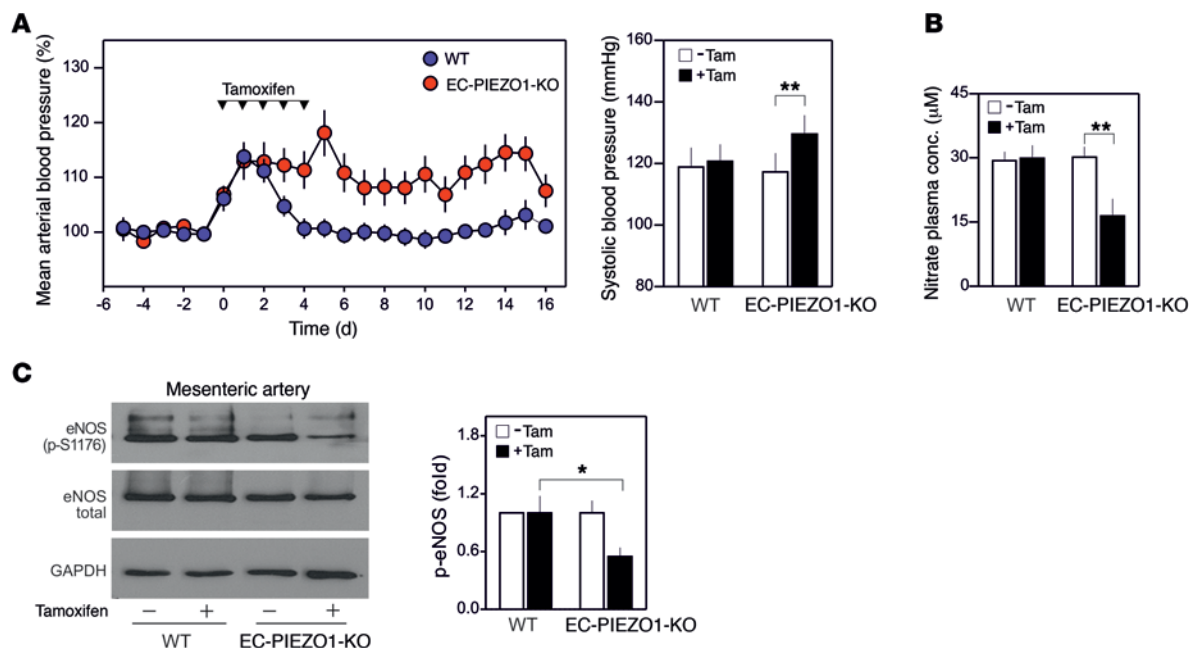 A
Mean arterial blood pressure (%)
135
120
110
100
-6
-4
-2
0
2
4
6
8
10
12
14
16
Time (d)
Tamoxifen
WT
EC-PIEZO1-KO
Systolic blood pressure (mmHg)
160
140
120
100
80
-Tam
+Tam
**
WT
EC-PIEZO1-KO
B
Nitrate plasma conc. (μM)
45
30
15
0
-Tam
+Tam
**
WT
EC-PIEZO1-KO
C
Mesenteric artery
eNOS
(p-S1176)
eNOS
total
GAPDH
Tamoxifen
− + − +
WT
EC-PIEZO1-KO
p-eNOS (fold)
1.8
1.2
0.6
0.0
-Tam
+Tam
*
WT
EC-PIEZO1-KO